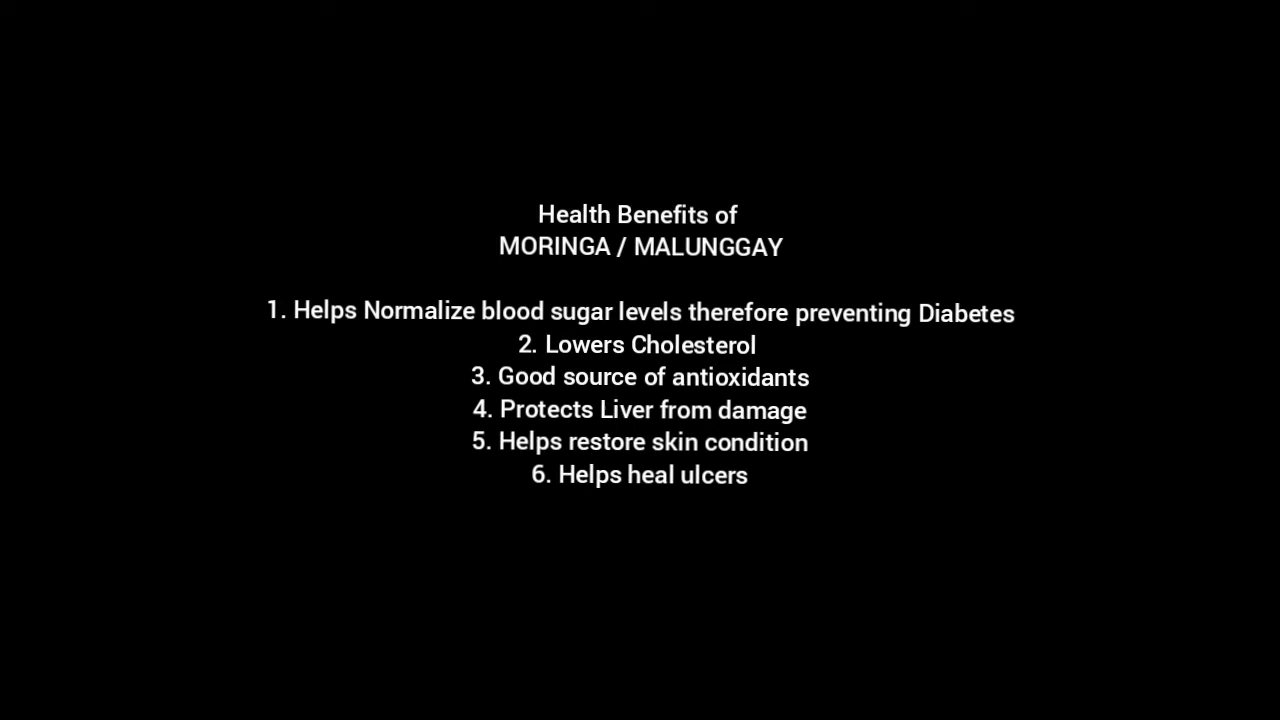 Health Benefits of
MORINGA / MALUNGGAY
1. Helps Normalize blood sugar levels therefore preventing Diabetes
2. Lowers Cholesterol
3. Good source of antioxidants
4. Protects Liver from damage
5. Helps restore skin condition
6. Helps heal ulcers